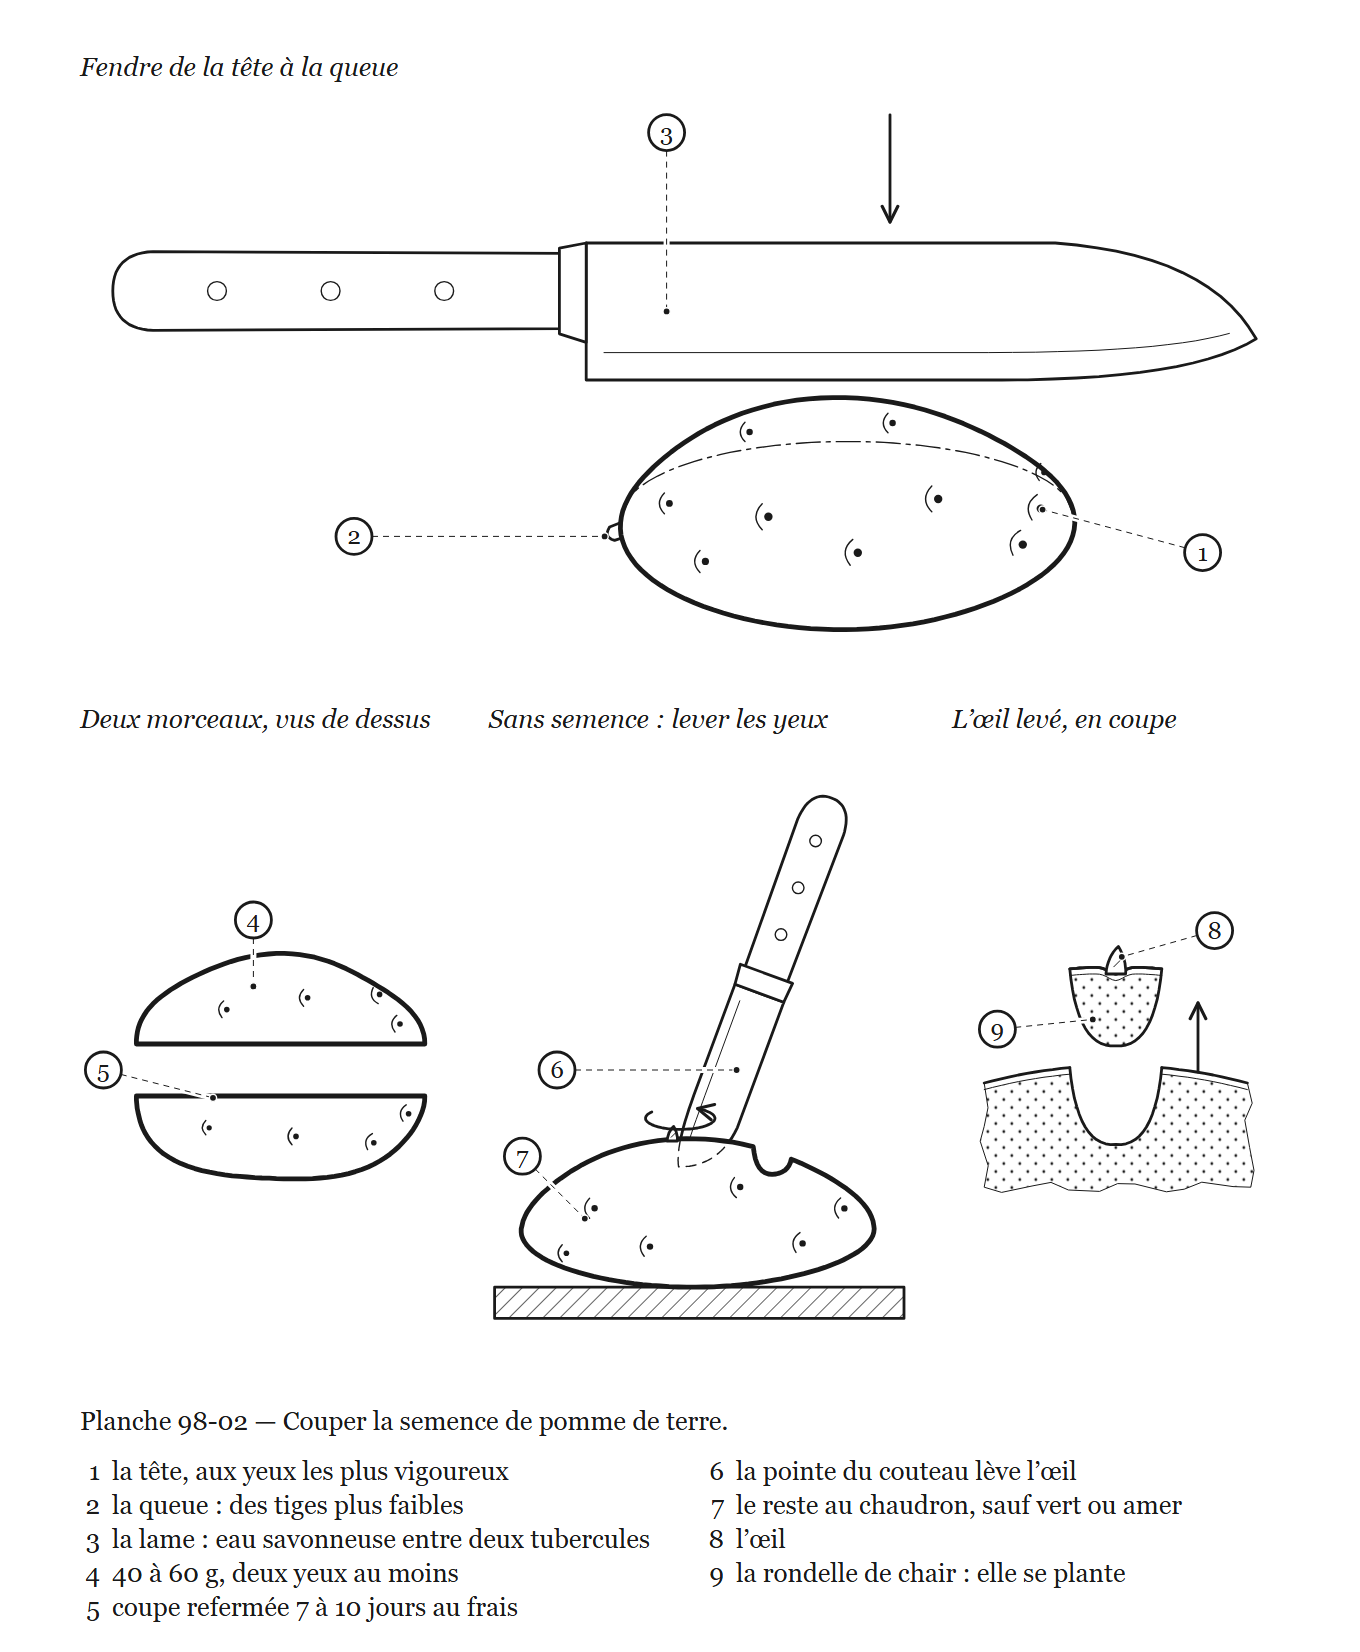 Fendre de la tête à la queue
3
2
1
Deux morceaux, vus de dessus
Sans semence : lever les yeux
L’œil levé, en coupe
4
8
9
5
6
7
Planche 98-02 — Couper la semence de pomme de terre.
1 la tête, aux yeux les plus vigoureux
2 la queue : des tiges plus faibles
3 la lame : eau savonneuse entre deux tubercules
4 40 à 60 g, deux yeux au moins
5 coupe refermée 7 à 10 jours au frais
6 la pointe du couteau lève l’œil
7 le reste au chaudron, sauf vert ou amer
8 l’œil
9 la rondelle de chair : elle se plante